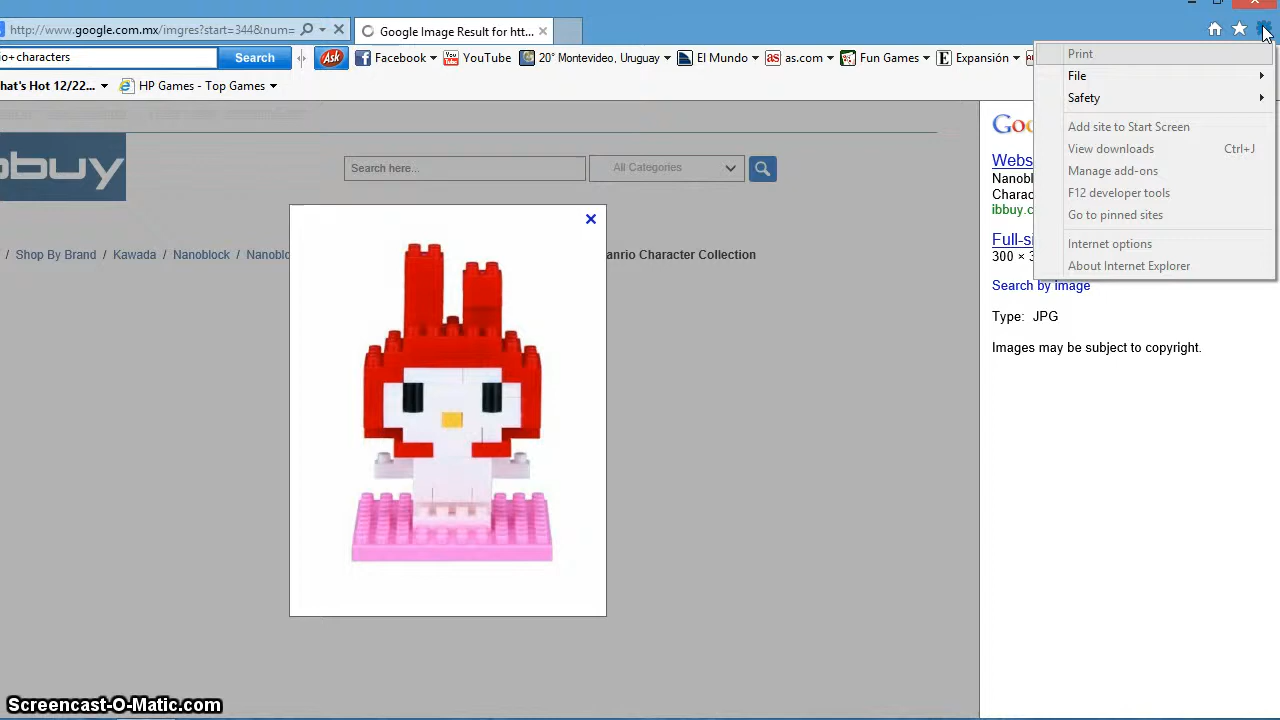 http://www.google.com.mx/imgres?start=344&num=
Google Image Result for htt...
io+characters
Search
Ask
Facebook
YouTube
20° Montevideo, Uruguay
El Mundo
as.com
Fun Games
Expansión
hat's Hot 12/22...
HP Games - Top Games
Print
File
Safety
Add site to Start Screen
View downloads Ctrl+J
Manage add-ons
F12 developer tools
Go to pinned sites
Internet options
About Internet Explorer
bbuy
Search here...
All Categories
/ Shop By Brand / Kawada / Nanoblock / Nanoblo
anrio Character Collection
Goo
Webs
Nanobl
Charac
ibbuy.c
Full-si
300 × 3
Search by image
Type: JPG
Images may be subject to copyright.
Screencast-O-Matic.com